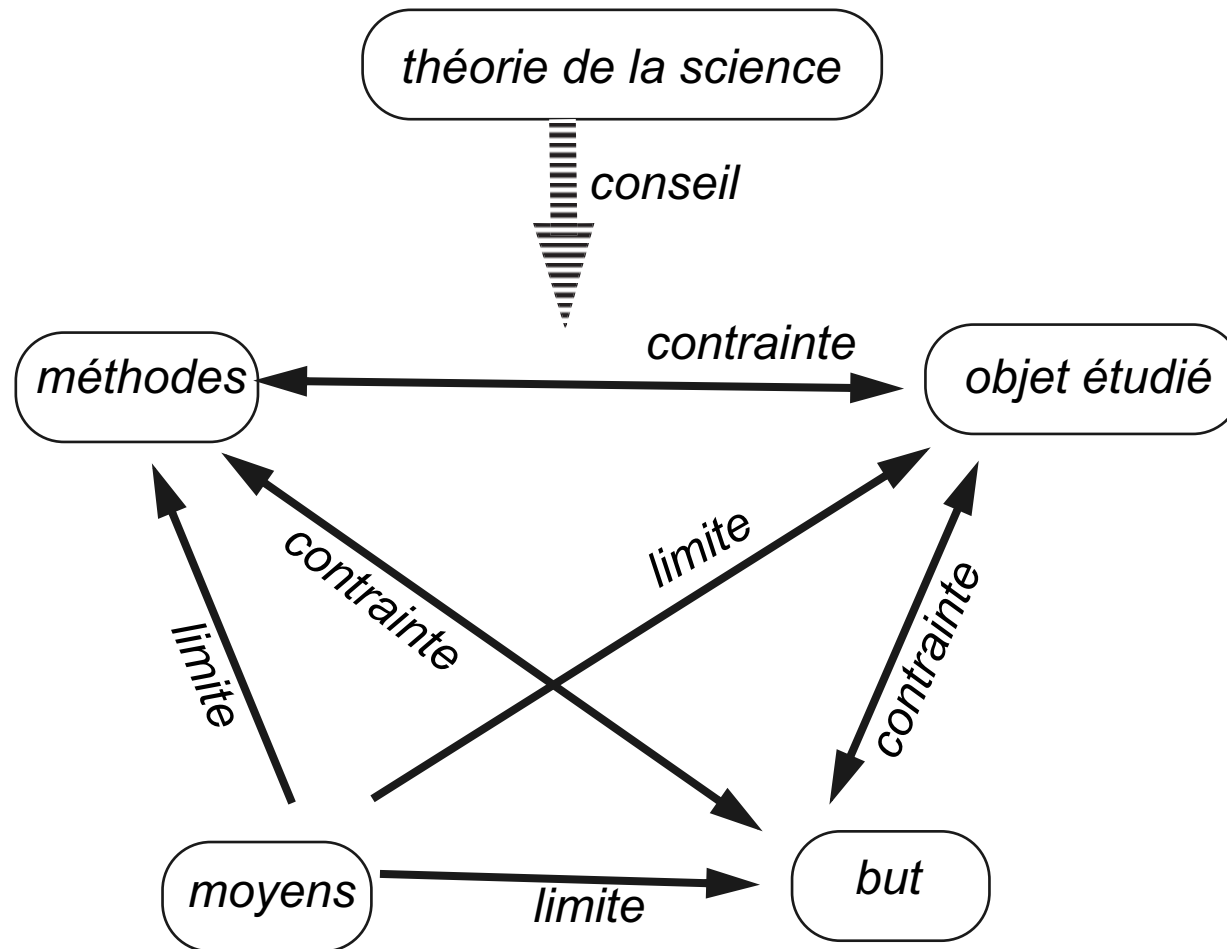 théorie de la science
conseil
contrainte
méthodes
objet étudié
limite
contrainte
limite
contrainte
moyens
limite
but